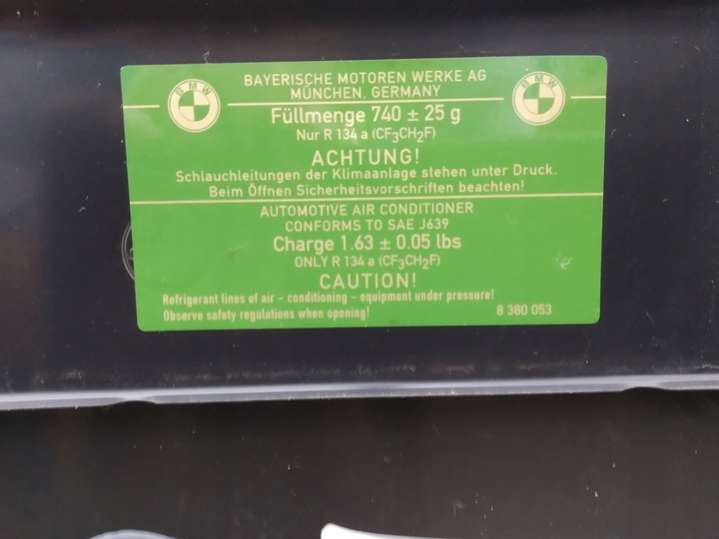 BMW
BMW
BAYERISCHE MOTOREN WERKE AG
MÜNCHEN, GERMANY
Füllmenge 740 ± 25 g
Nur R 134 a (CF₃CH₂F)
ACHTUNG!
Schlauchleitungen der Klimaanlage stehen unter Druck.
Beim Öffnen Sicherheitsvorschriften beachten!
AUTOMOTIVE AIR CONDITIONER
CONFORMS TO SAE J639
Charge 1.63 ± 0.05 lbs
ONLY R 134 a (CF₃CH₂F)
CAUTION!
Refrigerant lines of air - conditioning - equipment under pressure!
Observe safety regulations when opening!
8 380 053